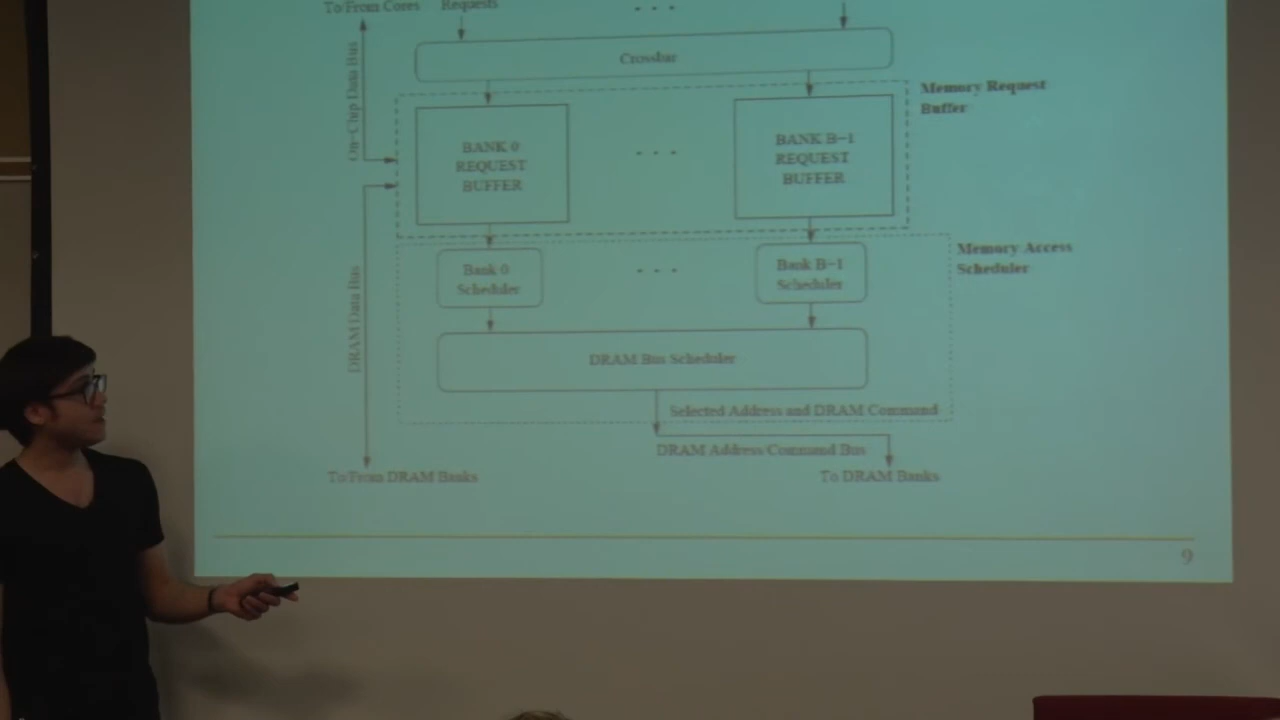 To/From Cores
Requests
Crossbar
On-Chip Data Bus
Memory Request
Buffer
BANK 0
REQUEST
BUFFER
BANK B-1
REQUEST
BUFFER
Memory Access
Scheduler
Bank 0
Scheduler
Bank B-1
Scheduler
DRAM Data Bus
DRAM Bus Scheduler
Selected Address and DRAM Command
DRAM Address/Command Bus
To/From DRAM Banks
To DRAM Banks
9